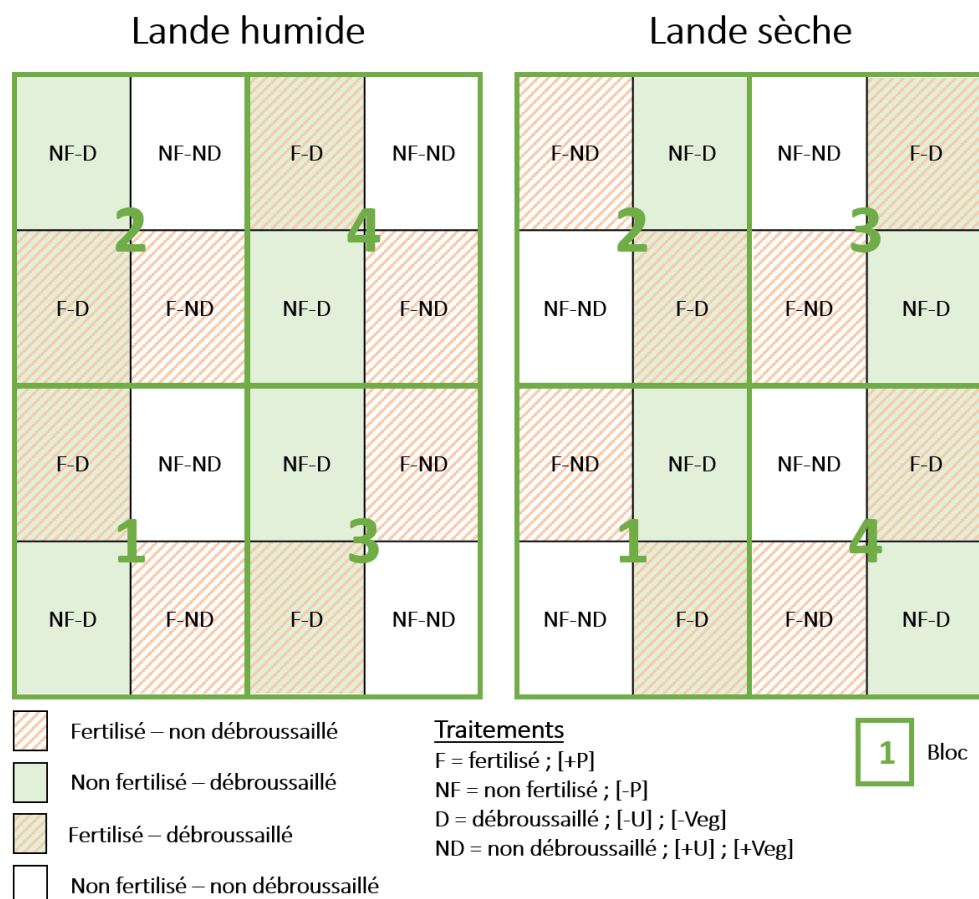 Lande humide
Lande sèche
NF-D NF-ND F-D NF-ND
F-ND NF-D NF-ND F-D
2 4
2 3
F-D F-ND NF-D F-ND
NF-ND F-D F-ND NF-D
F-D NF-ND NF-D F-ND
F-ND NF-D NF-ND F-D
1 3
1 4
NF-D F-ND F-D NF-ND
NF-ND F-D F-ND NF-D
Fertilisé – non débroussaillé
Non fertilisé – débroussaillé
Fertilisé – débroussaillé
Non fertilisé – non débroussaillé
Traitements
F = fertilisé ; [+P]
NF = non fertilisé ; [-P]
D = débroussaillé ; [-U] ; [-Veg]
ND = non débroussaillé ; [+U] ; [+Veg]
1 Bloc